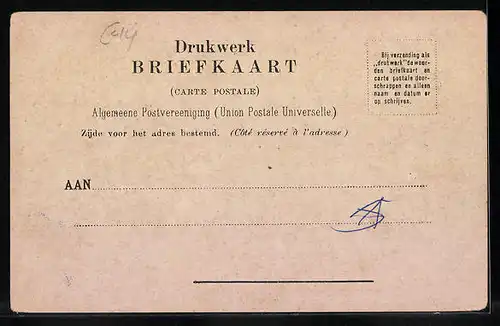 Drukwerk
BRIEFKAART
(CARTE POSTALE)
Algemeene Postvereeniging (Union Postale Universelle.)
Zijde voor het adres bestemd. (Côté réservé à l'adresse)
Bij verzending als
„drukwerk” de woor-
den briefkaart en
carte postale door-
schrappen en alleen
naam en datum er
op schrijven.
AAN